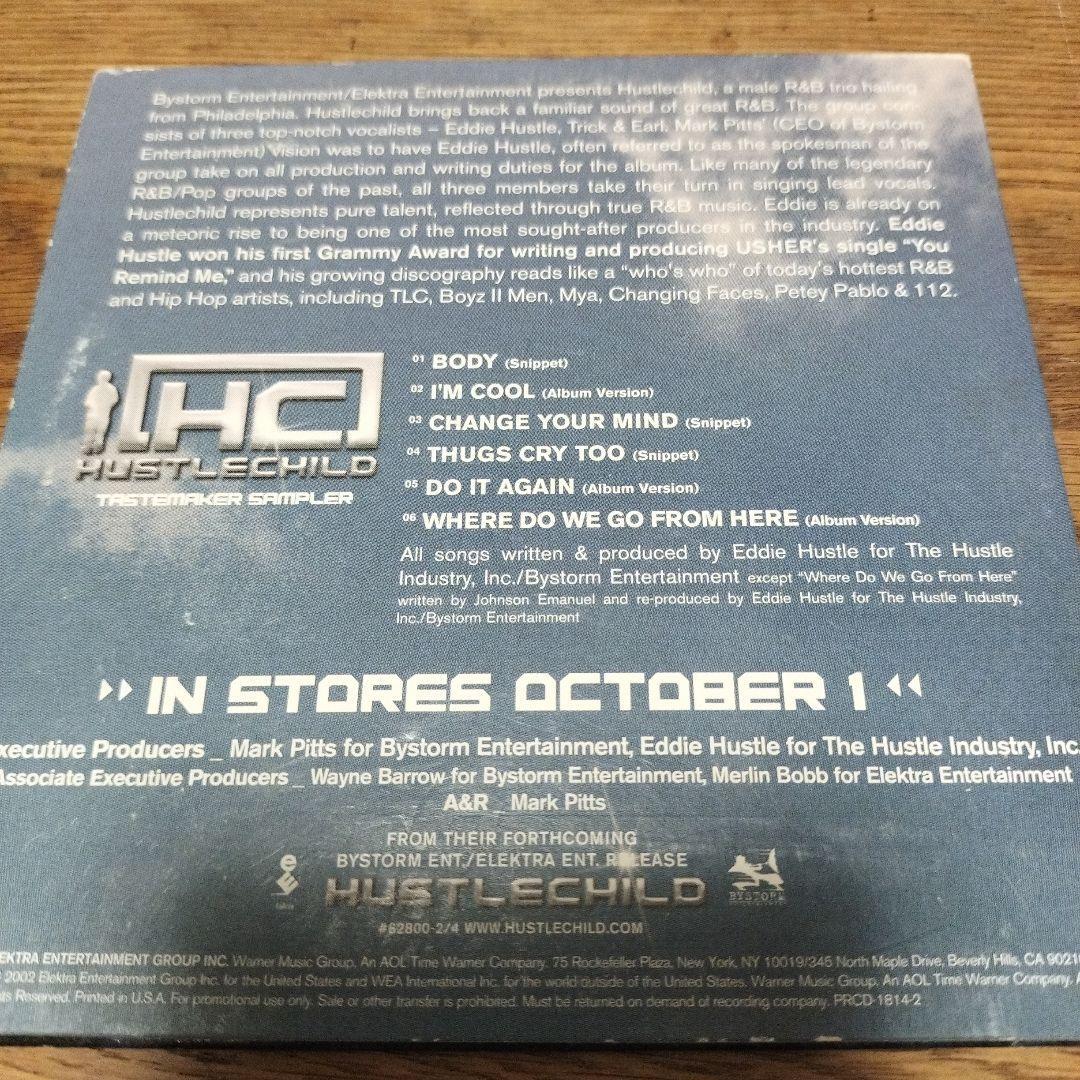 Bystorm Entertainment/Elektra Entertainment presents Hustlechild, a male R&B trio hailing
from Philadelphia. Hustlechild brings back a familiar sound of great R&B. The group con-
sists of three top-notch vocalists – Eddie Hustle, Trick & Earl. Mark Pitts' (CEO of Bystorm
Entertainment) Vision was to have Eddie Hustle, often referred to as the spokesman of the
group take on all production and writing duties for the album. Like many of the legendary
R&B/Pop groups of the past, all three members take their turn in singing lead vocals.
Hustlechild represents pure talent, reflected through true R&B music. Eddie is already on
a meteoric rise to being one of the most sought-after producers in the industry. Eddie
Hustle won his first Grammy Award for writing and producing USHER's single "You
Remind Me," and his growing discography reads like a "who's who" of today's hottest R&B
and Hip Hop artists, including TLC, Boyz II Men, Mya, Changing Faces, Petey Pablo & 112.
[HC]
HUSTLECHILD
TASTEMAKER SAMPLER
01 BODY (Snippet)
02 I'M COOL (Album Version)
03 CHANGE YOUR MIND (Snippet)
04 THUGS CRY TOO (Snippet)
05 DO IT AGAIN (Album Version)
06 WHERE DO WE GO FROM HERE (Album Version)
All songs written & produced by Eddie Hustle for The Hustle
Industry, Inc./Bystorm Entertainment except "Where Do We Go From Here"
written by Johnson Emanuel and re-produced by Eddie Hustle for The Hustle Industry,
Inc./Bystorm Entertainment
IN STORES OCTOBER 1
xecutive Producers _ Mark Pitts for Bystorm Entertainment, Eddie Hustle for The Hustle Industry, Inc.
Associate Executive Producers _ Wayne Barrow for Bystorm Entertainment, Merlin Bobb for Elektra Entertainment
A&R _ Mark Pitts
FROM THEIR FORTHCOMING
BYSTORM ENT./ELEKTRA ENT. RELEASE
HUSTLECHILD
BYSTORM
#62800-2/4 WWW.HUSTLECHILD.COM
EKTRA ENTERTAINMENT GROUP INC. Warner Music Group, An AOL Time Warner Company. 75 Rockefeller Plaza, New York, NY 10019/345 North Maple Drive, Beverly Hills, CA 90210
2002 Elektra Entertainment Group Inc. for the United States and WEA International Inc. for the world outside of the United States. Warner Music Group, An AOL Time Warner Company. A
ts Reserved. Printed in U.S.A. For promotional use only. Sale or other transfer is prohibited. Must be returned on demand of recording company. PRCD-1814-2